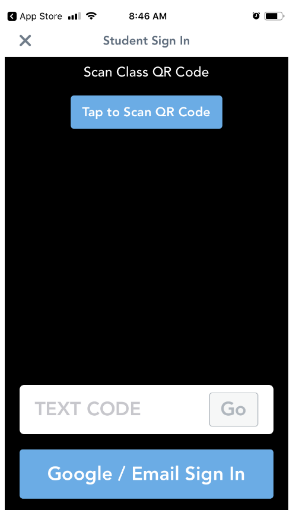 App Store
8:46 AM
Student Sign In
Scan Class QR Code
Tap to Scan QR Code
TEXT CODE
Go
Google / Email Sign In